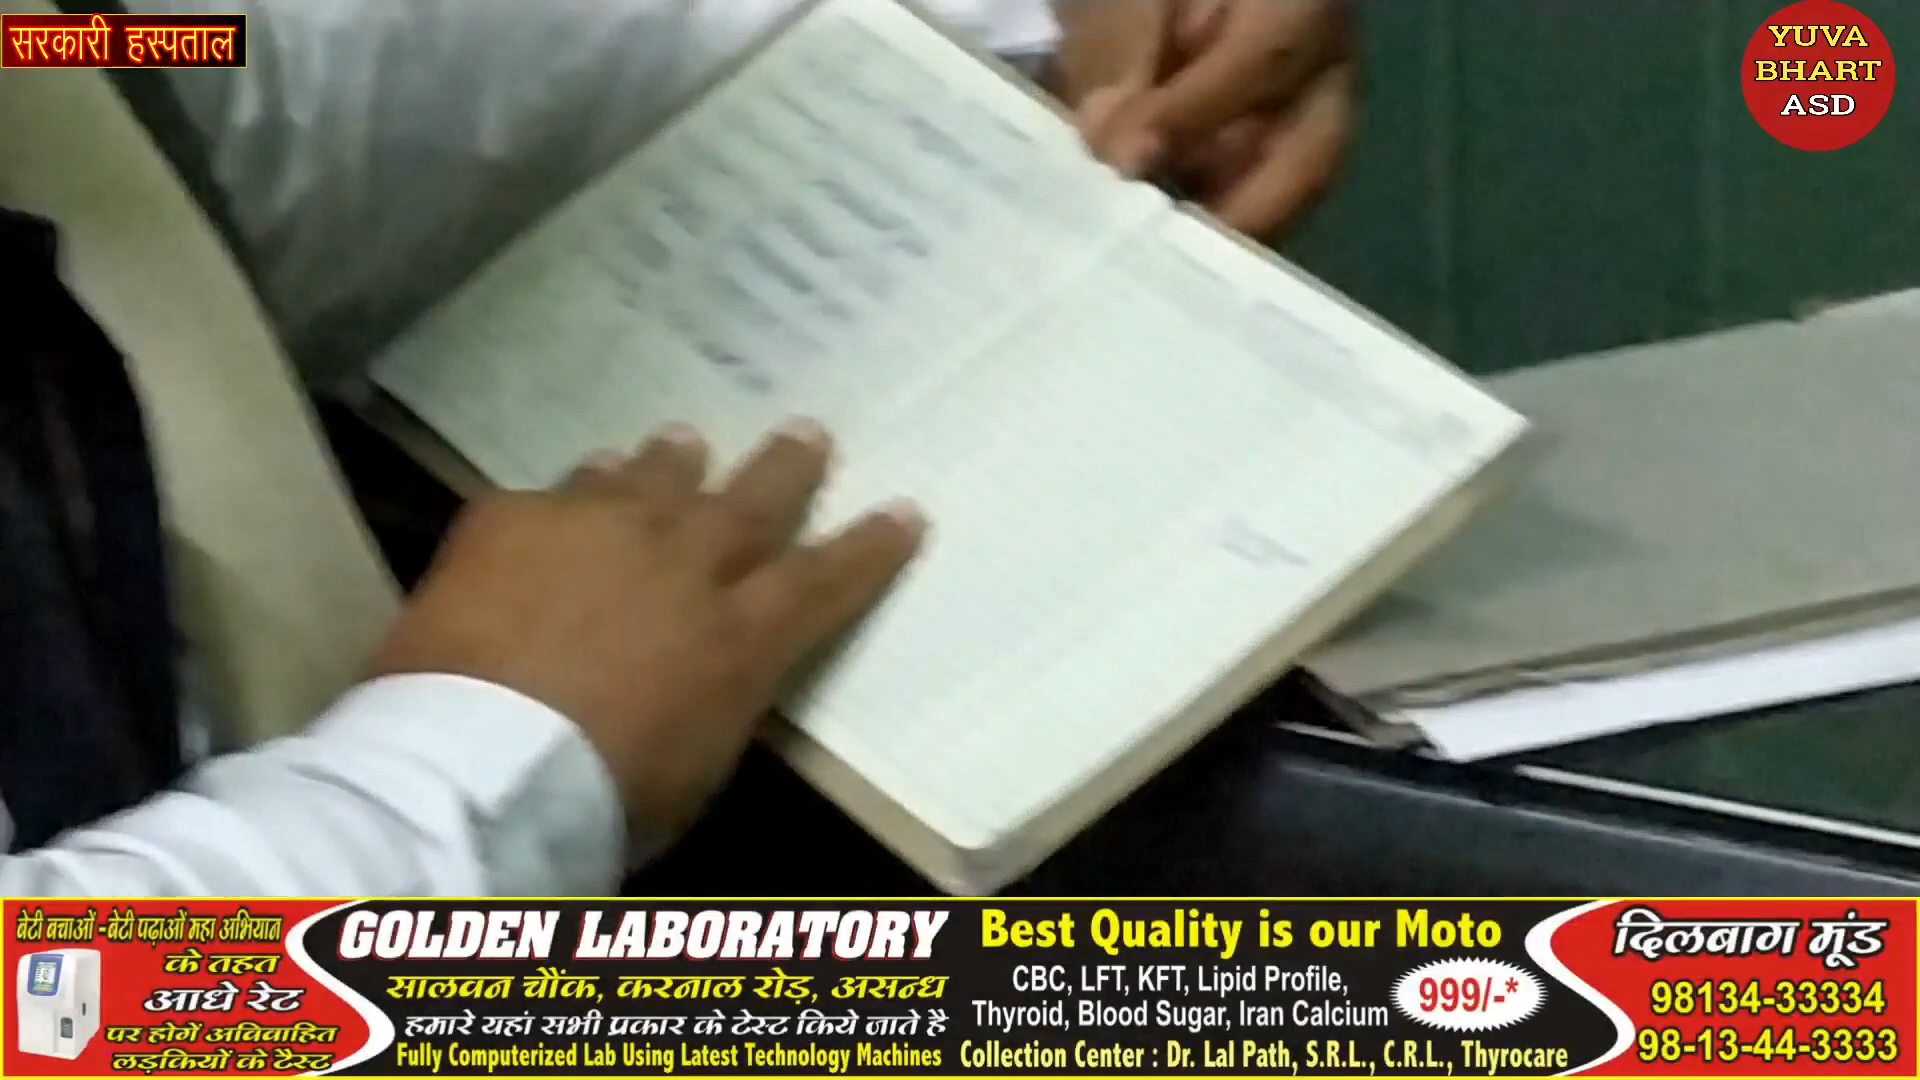 सरकारी हस्पताल
YUVA
BHART
ASD
बेटी बचाओं -बेटी पढ़ाओं महा अभियान
के तहत
आधे रेट
पर होगें अविवाहित
लड़कियों के टैस्ट
GOLDEN LABORATORY
सालवन चौंक, करनाल रोड़, असन्ध
हमारे यहां सभी प्रकार के टेस्ट किये जाते है
Fully Computerized Lab Using Latest Technology Machines
Best Quality is our Moto
CBC, LFT, KFT, Lipid Profile,
Thyroid, Blood Sugar, Iran Calcium
999/-*
Collection Center : Dr. Lal Path, S.R.L., C.R.L., Thyrocare
दिलबाग मूंड
98134-33334
98-13-44-3333